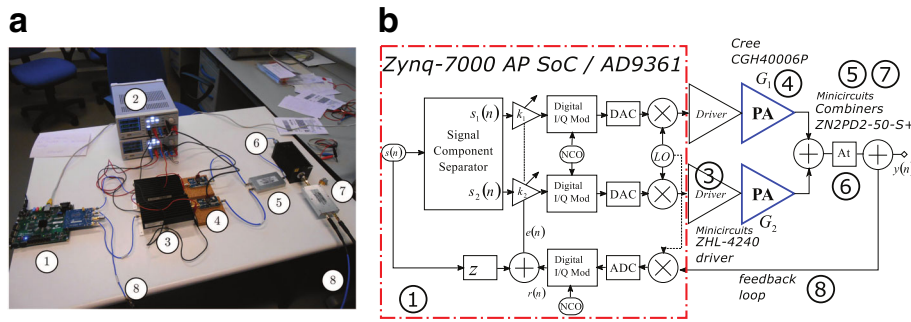 a
2
6
7
5
4
3
1
8
8
b
Zynq-7000 AP SoC / AD9361
Cree
CGH40006P
G1
4
5 7
Minicircuits
Combiners
ZN2PD2-50-S+
s(n)
Signal
Component
Separator
s1(n)
k1
Digital
I/Q Mod
DAC
Driver
PA
NCO
LO
s2(n)
k2
Digital
I/Q Mod
DAC
3
Driver
PA
G2
At
6
y(n)
Minicircuits
ZHL-4240
driver
e(n)
z
r(n)
Digital
I/Q Mod
ADC
NCO
feedback
loop
8
1